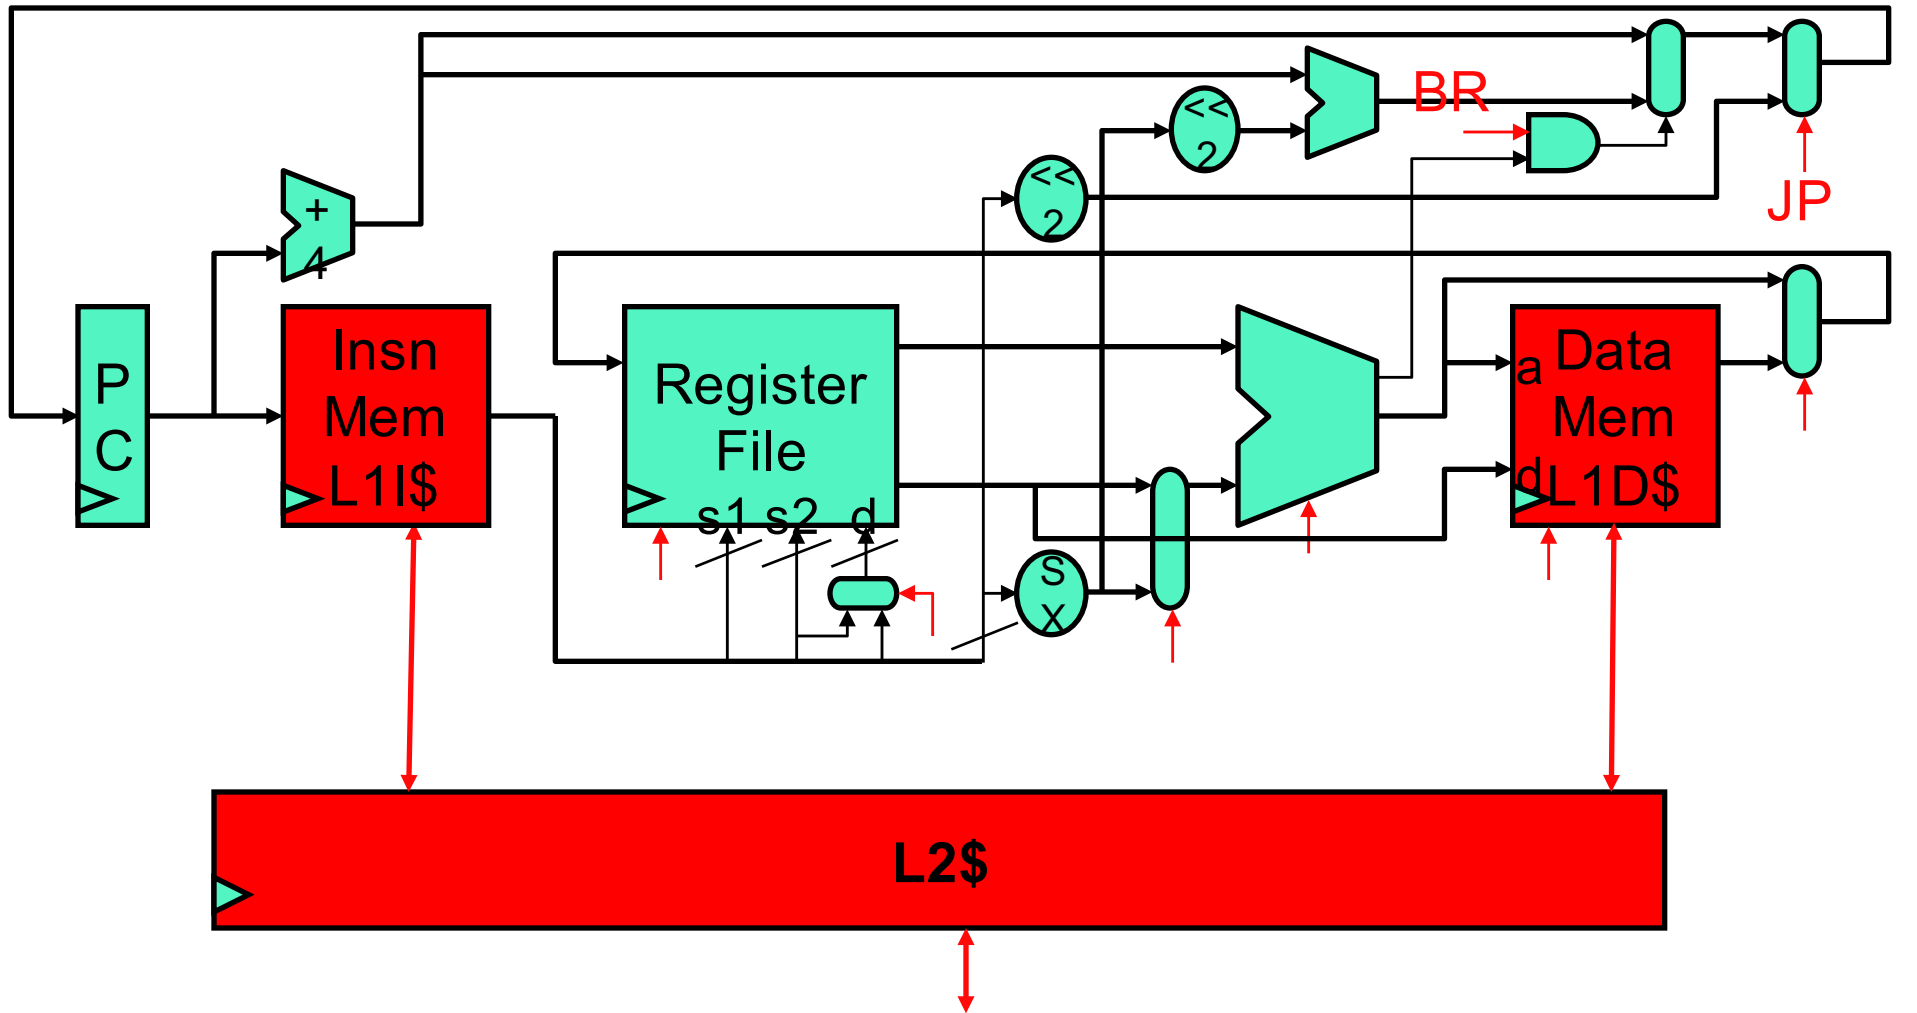 BR
<<
2
<<
2
JP
+
4
P
C
Insn
Mem
L1I$
Register
File
s1 s2 d
a
Data
Mem
d
L1D$
S
X
L2$